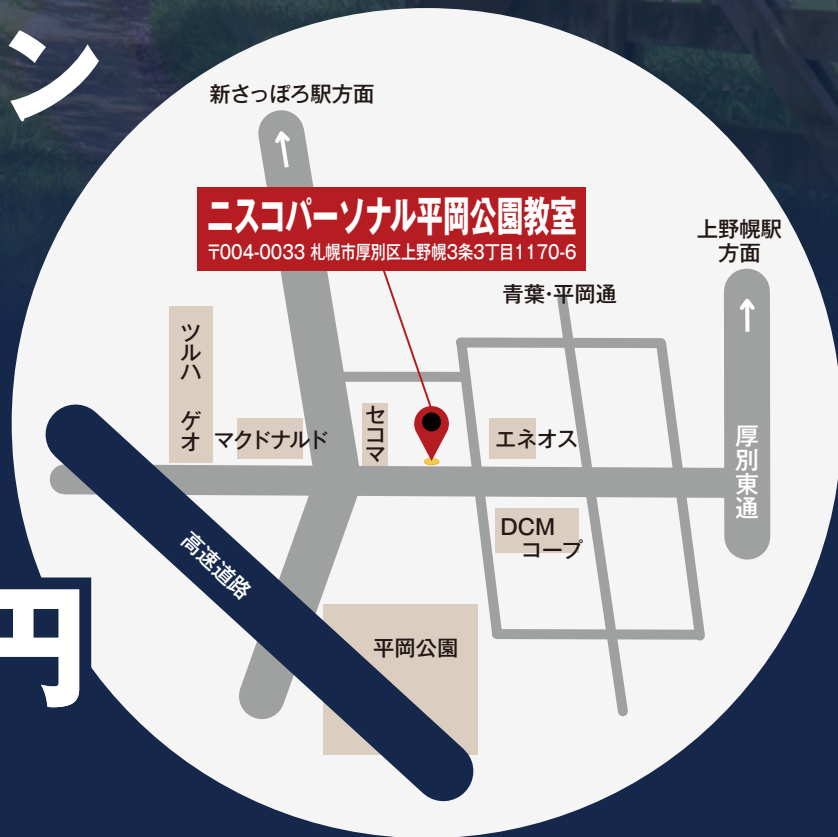 ン
新さっぽろ駅方面
ニスコパーソナル平岡公園教室
〒004-0033 札幌市厚別区上野幌3条3丁目1170-6
上野幌駅
方面
青葉・平岡通
ツルハ ゲオ
マクドナルド
セコマ
エネオス
厚別東通
DCM
コープ
高速道路
円
平岡公園